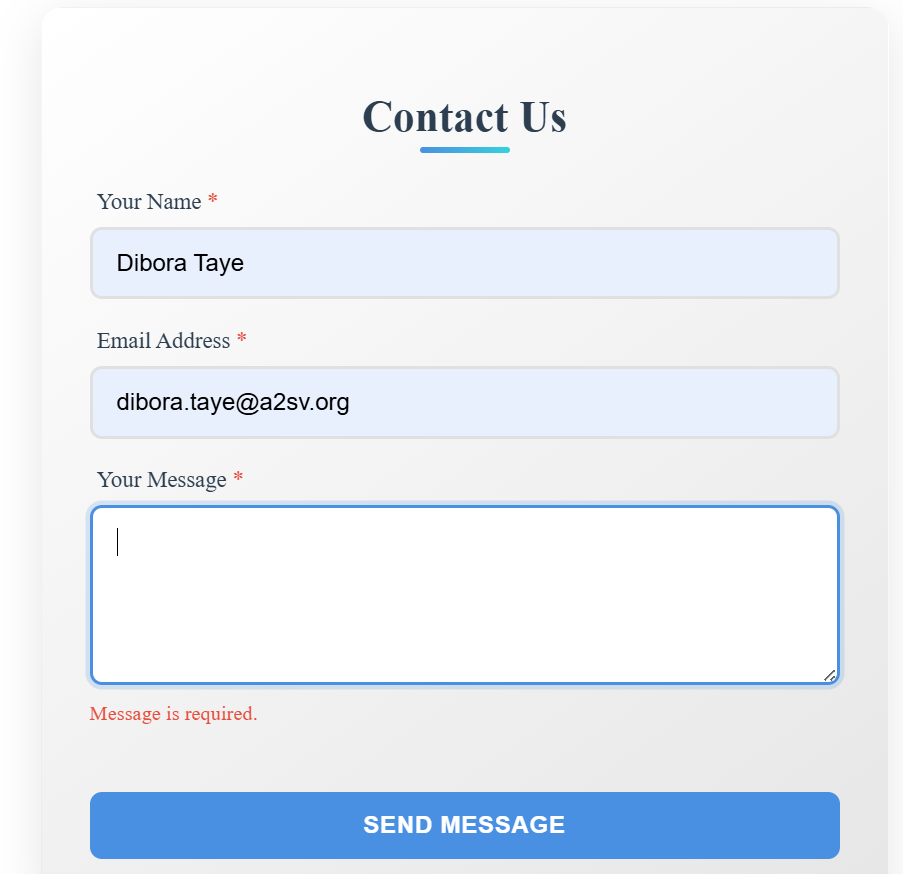 Contact Us
Your Name *
Dibora Taye
Email Address *
dibora.taye@a2sv.org
Your Message *
Message is required.
SEND MESSAGE